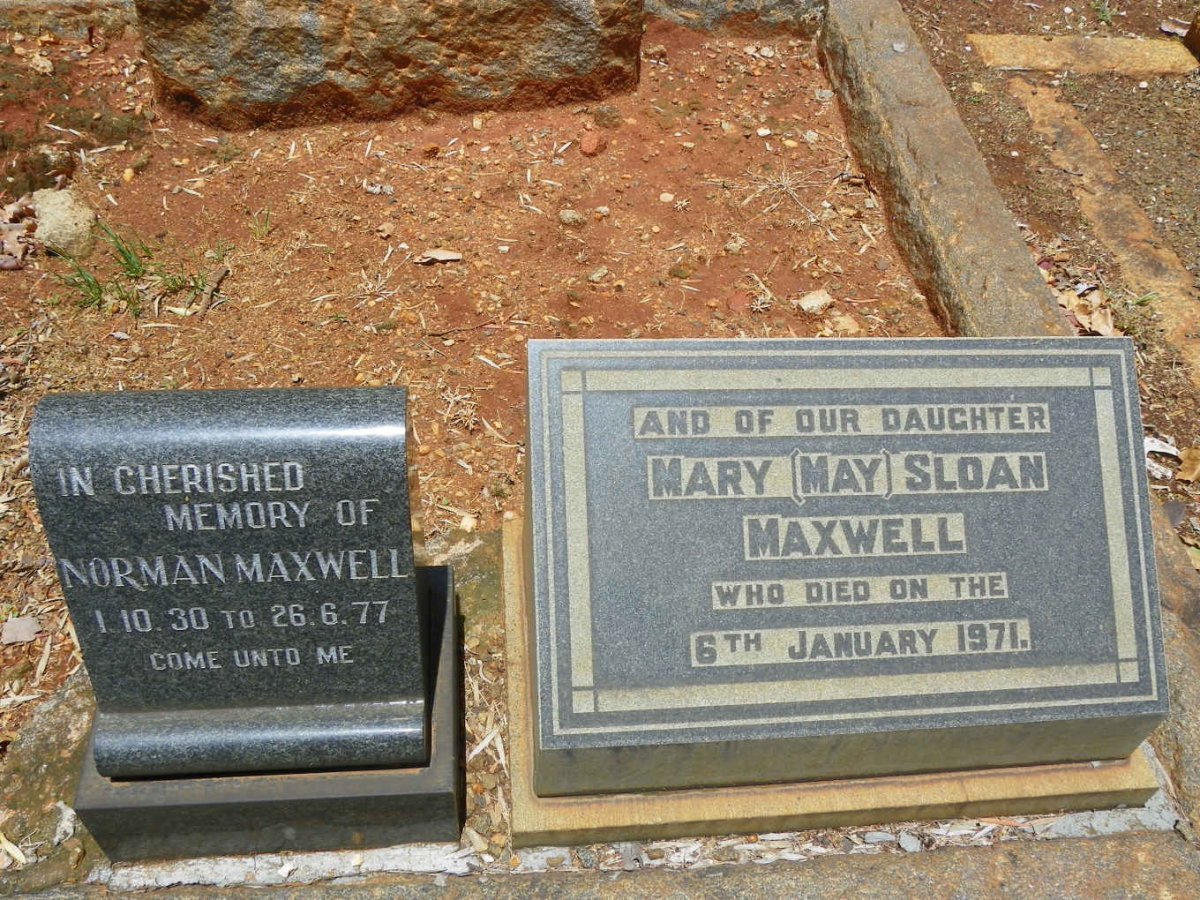 IN CHERISHED
MEMORY OF
NORMAN MAXWELL
1.10.30 TO 26.6.77
COME UNTO ME
AND OF OUR DAUGHTER
MARY (MAY) SLOAN
MAXWELL
WHO DIED ON THE
6TH JANUARY 1971.